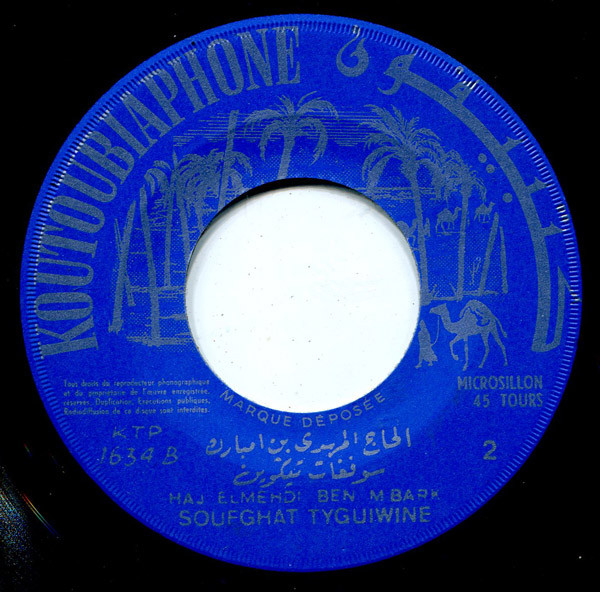 KOUTOUBIAPHONE
Tous droits du reproducteur phonographique
et du propriétaire de l'œuvre enregistrée,
réservés. Duplication, Exécutions publiques,
Radiodiffusion de ce disque sont interdites.
MICROSILLON
45 TOURS
MARQUE DÉPOSÉE
KTP
1634 B
2
الحاج المهدي بن امبارك
سوفغات تيكوين
HAJ ELMEHDI BEN M'BARK
SOUFGHAT TYGUIWINE